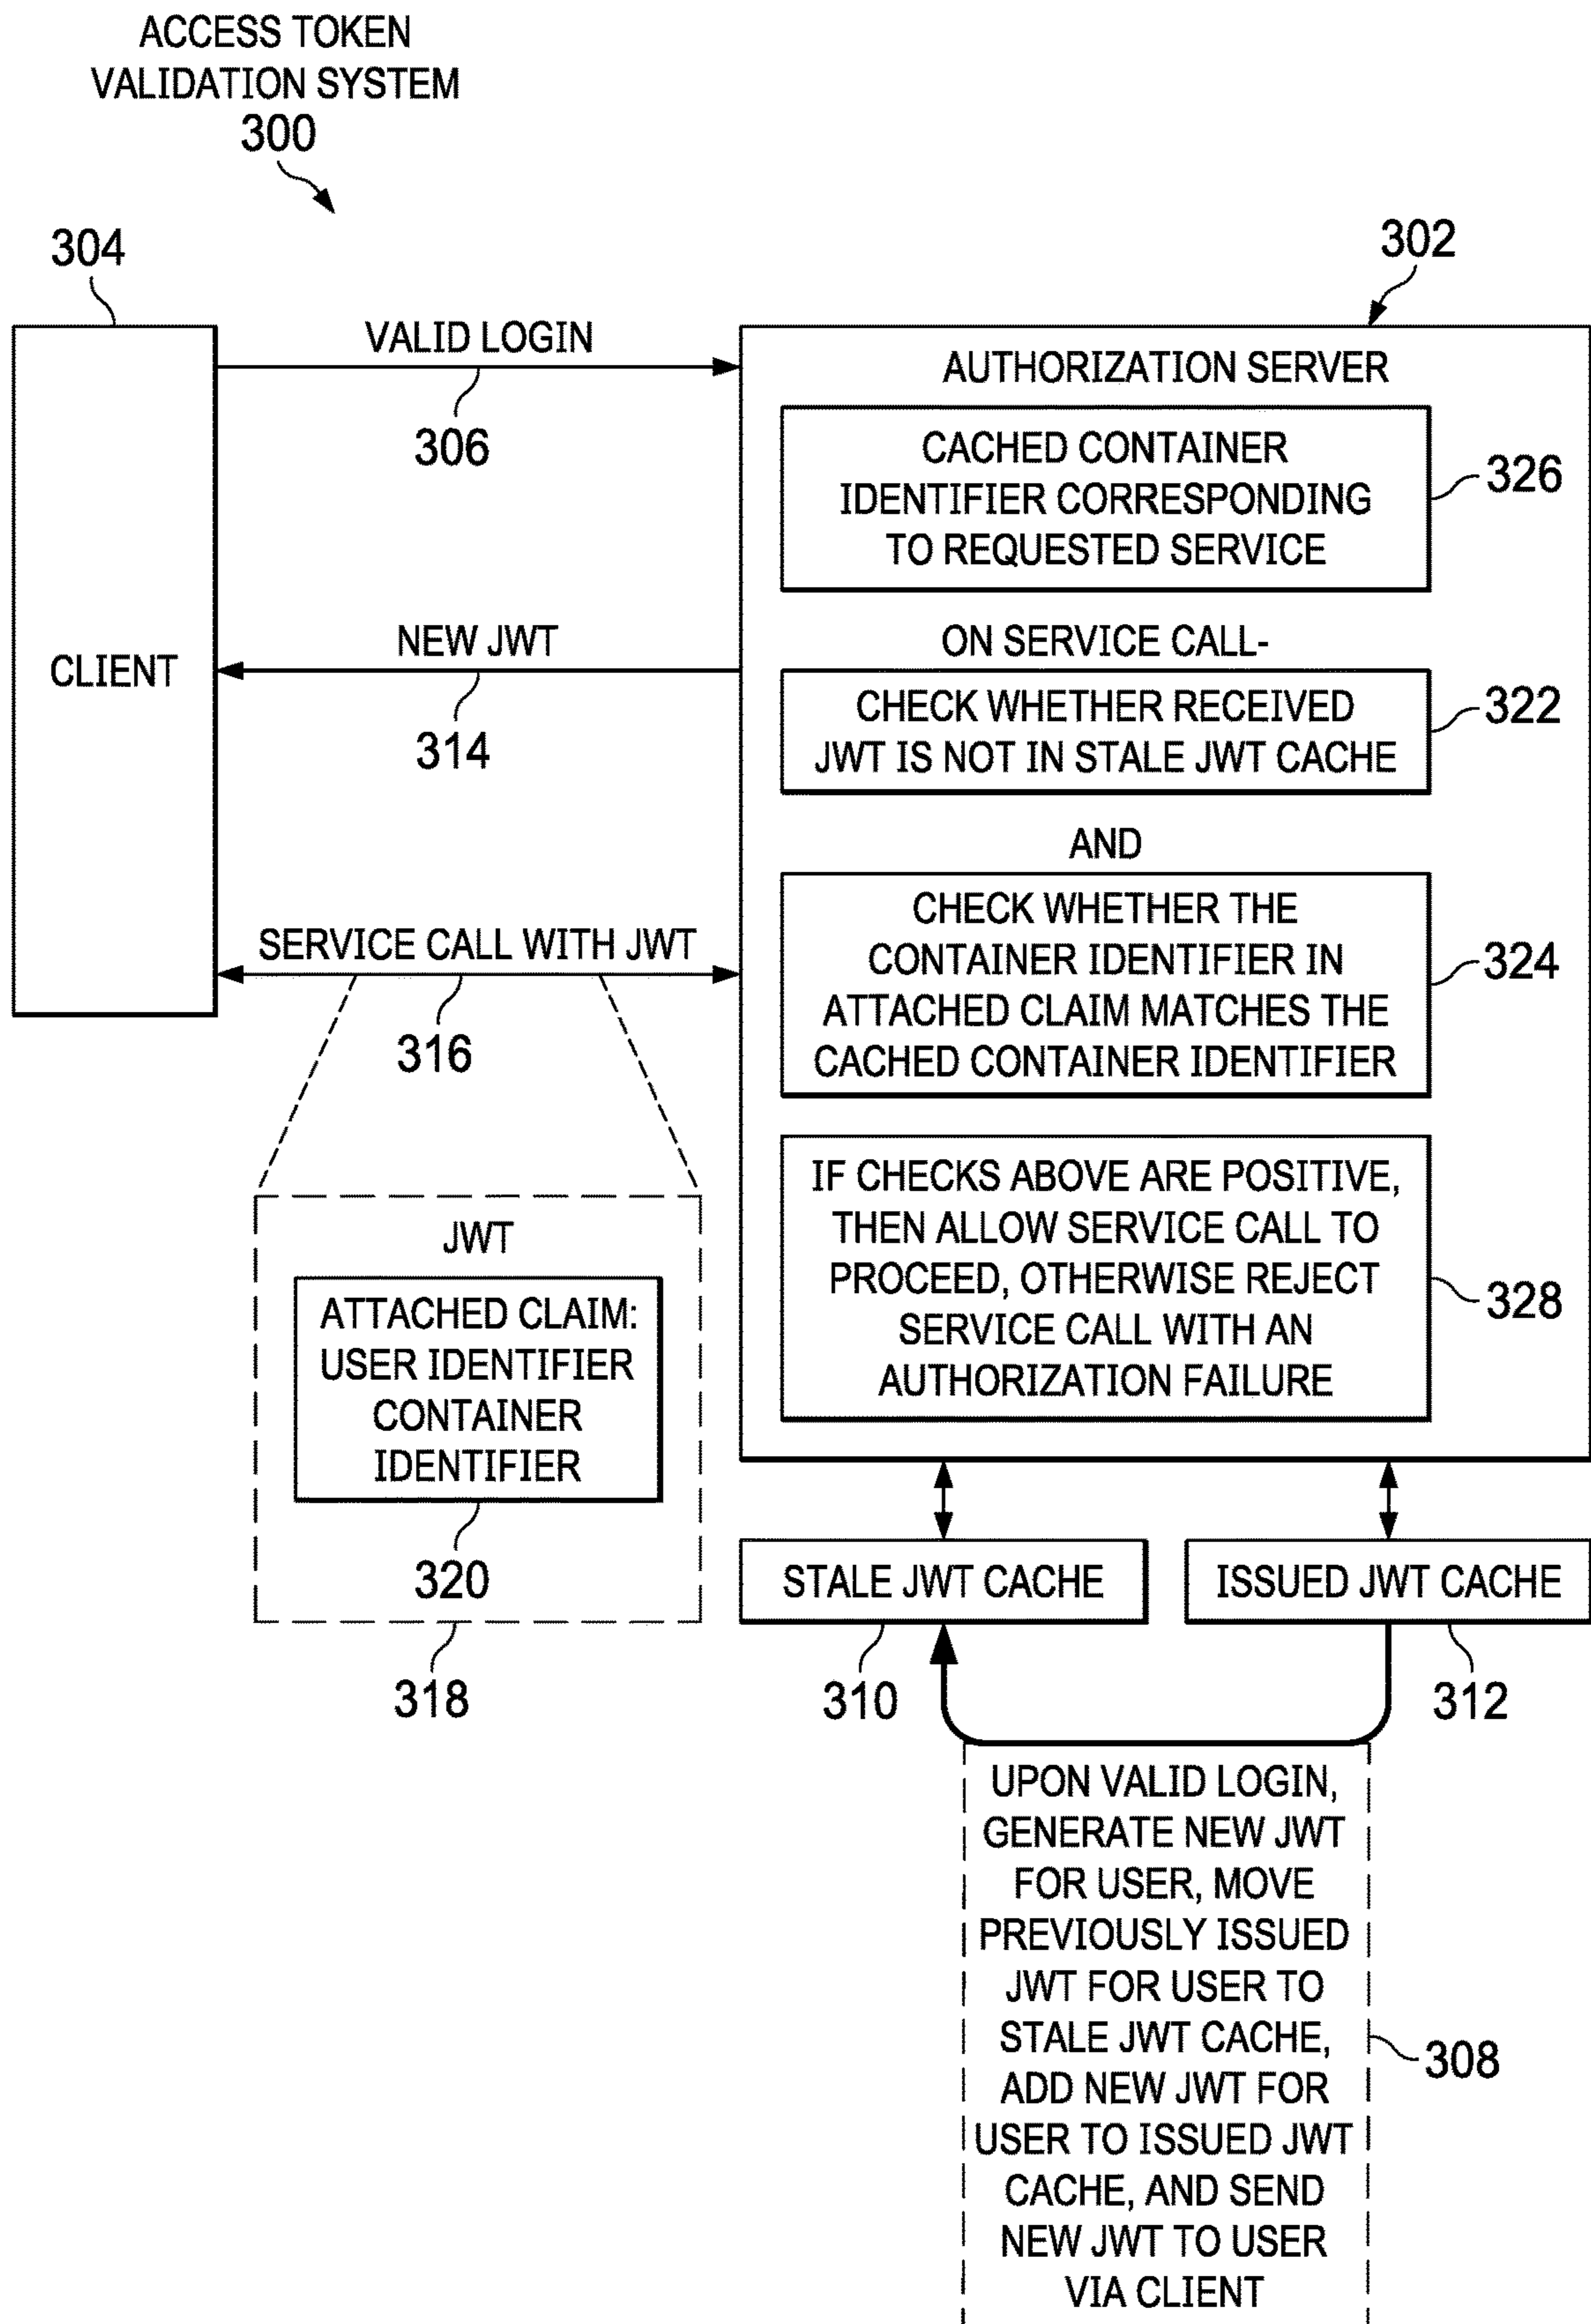 ACCESS TOKEN
VALIDATION SYSTEM
300
304
302
VALID LOGIN
306
AUTHORIZATION SERVER
CACHED CONTAINER
IDENTIFIER CORRESPONDING
TO REQUESTED SERVICE
326
CLIENT
NEW JWT
314
ON SERVICE CALL-
CHECK WHETHER RECEIVED
JWT IS NOT IN STALE JWT CACHE
322
AND
SERVICE CALL WITH JWT
316
CHECK WHETHER THE
CONTAINER IDENTIFIER IN
ATTACHED CLAIM MATCHES THE
CACHED CONTAINER IDENTIFIER
324
IF CHECKS ABOVE ARE POSITIVE,
THEN ALLOW SERVICE CALL TO
PROCEED, OTHERWISE REJECT
SERVICE CALL WITH AN
AUTHORIZATION FAILURE
328
JWT
ATTACHED CLAIM:
USER IDENTIFIER
CONTAINER
IDENTIFIER
320
318
STALE JWT CACHE
310
ISSUED JWT CACHE
312
UPON VALID LOGIN,
GENERATE NEW JWT
FOR USER, MOVE
PREVIOUSLY ISSUED
JWT FOR USER TO
STALE JWT CACHE,
ADD NEW JWT FOR
USER TO ISSUED JWT
CACHE, AND SEND
NEW JWT TO USER
VIA CLIENT
308